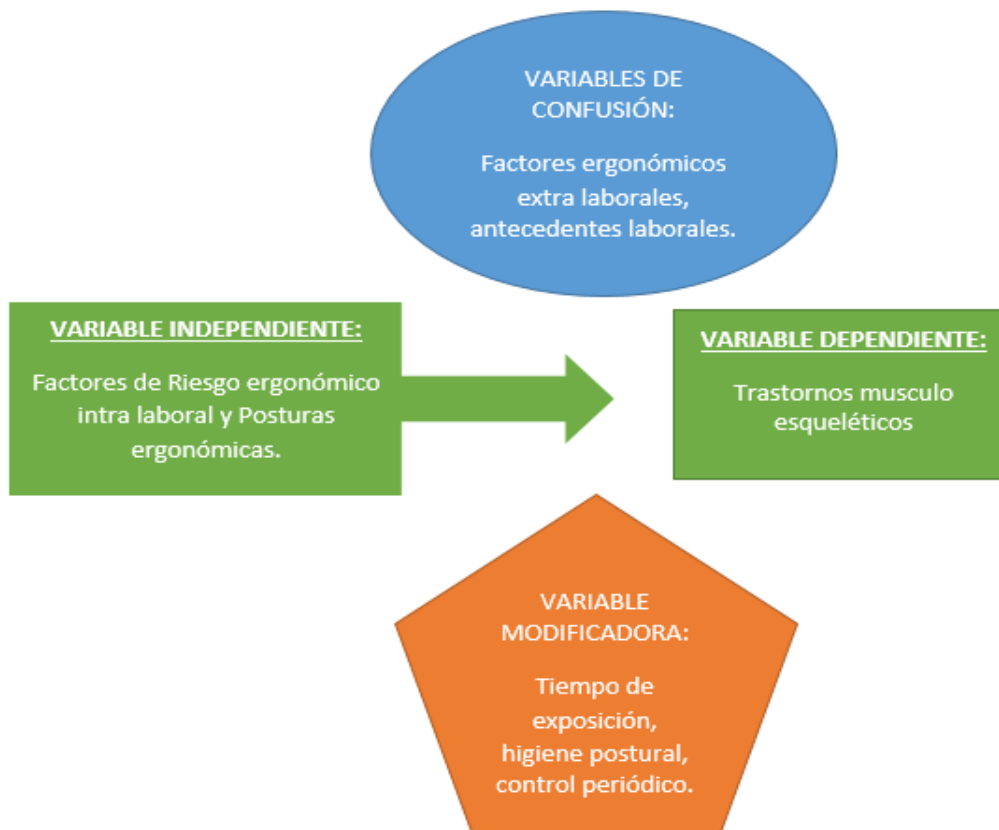 VARIABLES DE
CONFUSIÓN:
Factores ergonómicos
extra laborales,
antecedentes laborales.
VARIABLE INDEPENDIENTE:
Factores de Riesgo ergonómico
intra laboral y Posturas
ergonómicas.
VARIABLE DEPENDIENTE:
Trastornos musculo
esqueléticos
VARIABLE
MODIFICADORA:
Tiempo de
exposición,
higiene postural,
control periódico.